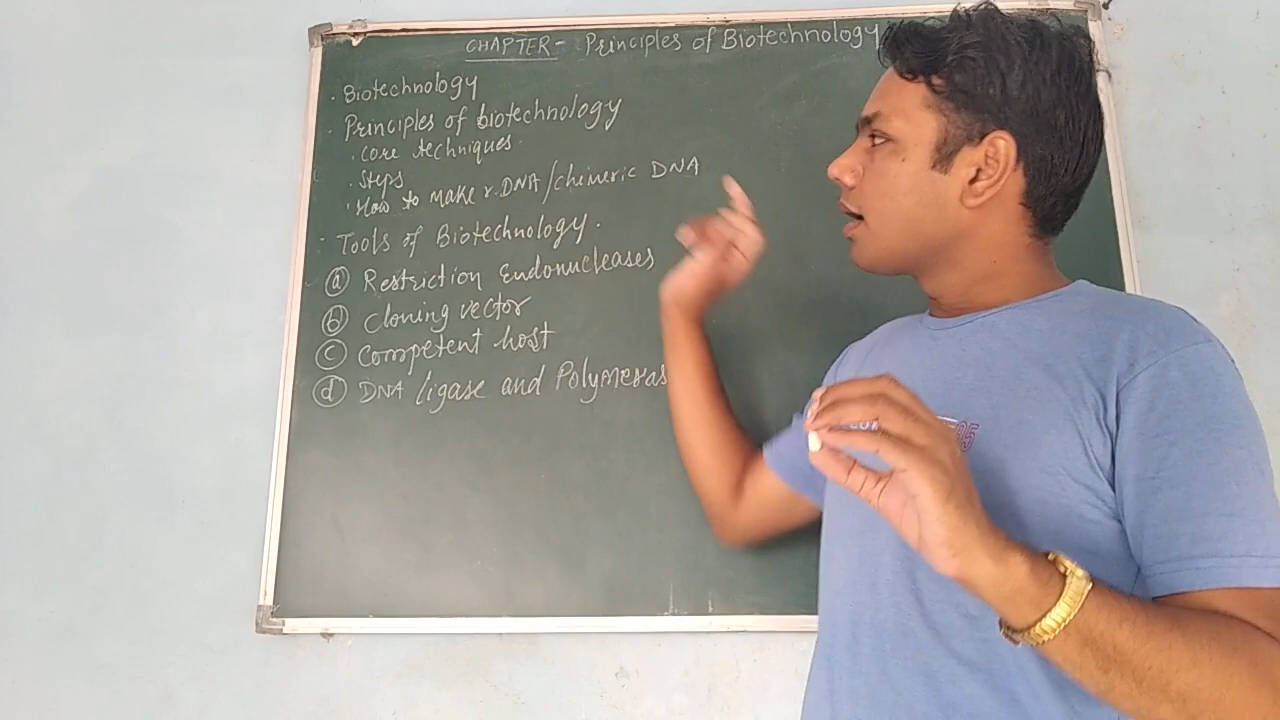 CHAPTER - Principles of Biotechnology
· Biotechnology
· Principles of biotechnology
· core techniques.
· Steps
· How to make r.DNA/chimeric DNA
- Tools of Biotechnology.
(a) Restriction Endonucleases
(b) cloning vector
(c) competent host
(d) DNA ligase and Polymeras
95